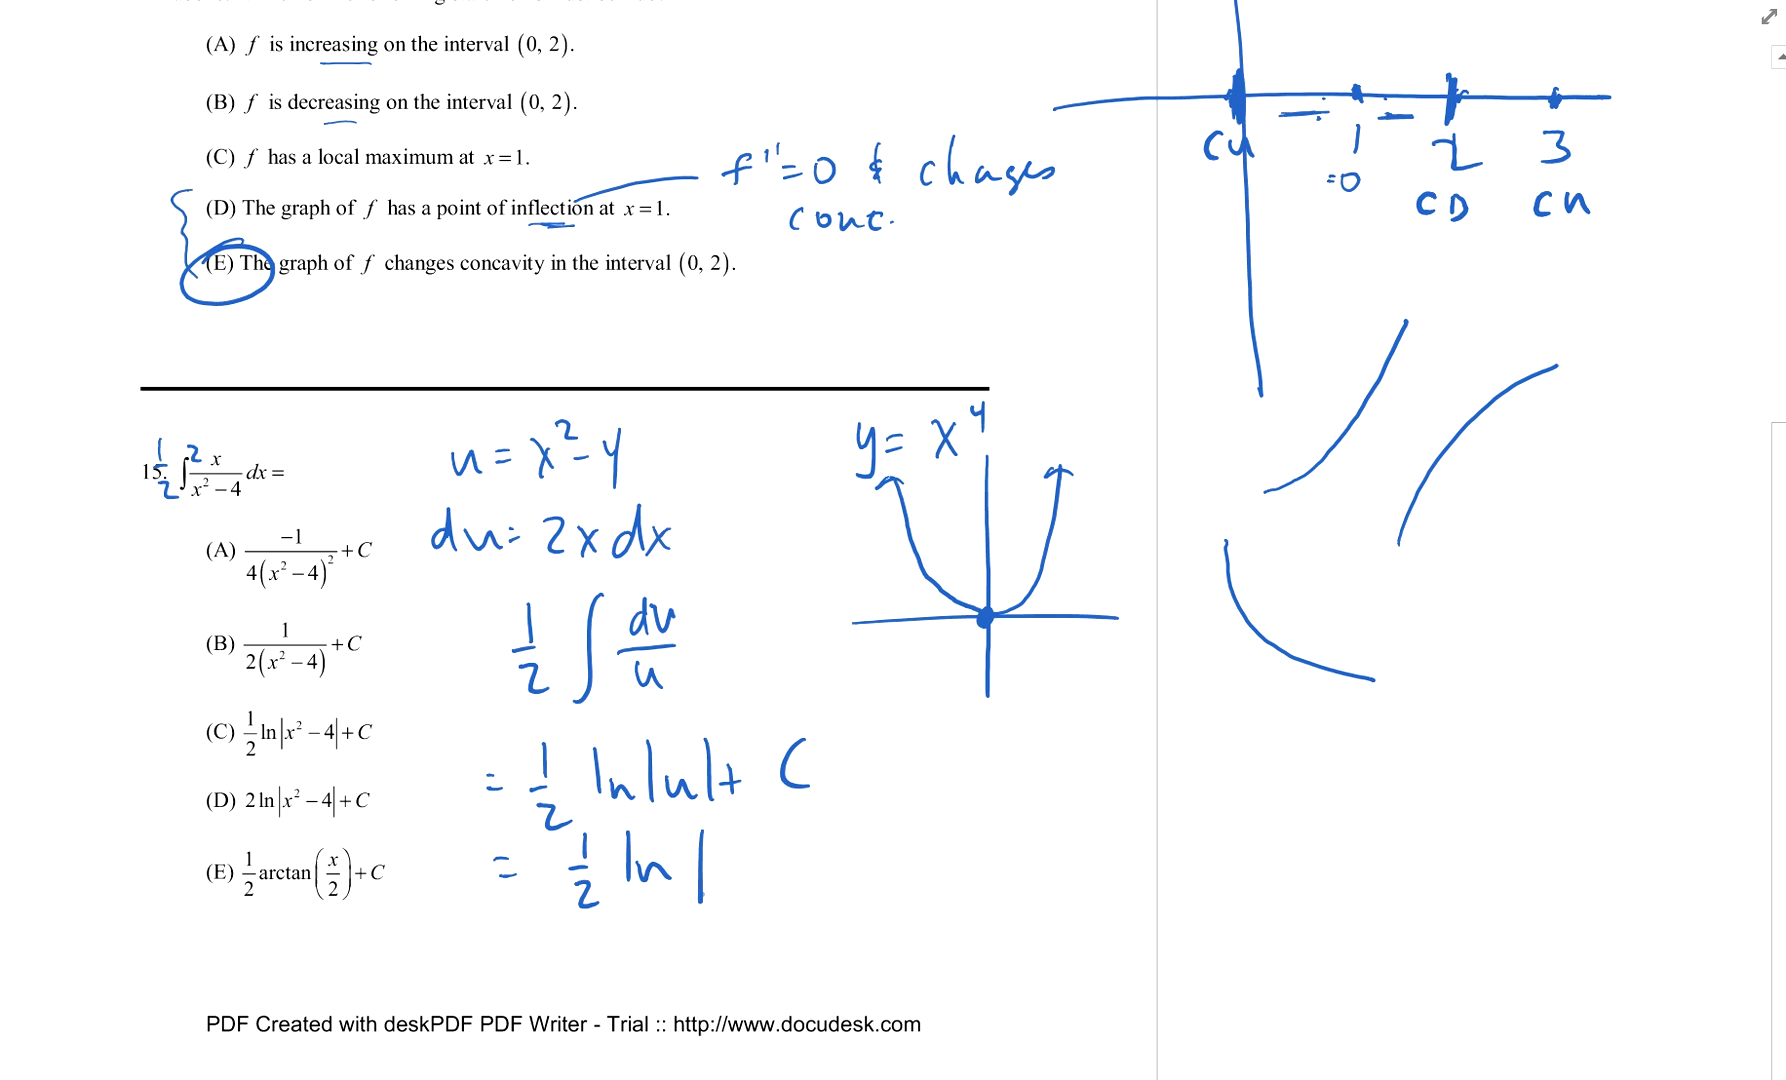 (A) f is increasing on the interval (0, 2).
(B) f is decreasing on the interval (0, 2).
(C) f has a local maximum at x = 1.
(D) The graph of f has a point of inflection at x = 1.
(E) The graph of f changes concavity in the interval (0, 2).
f'' = 0 & chages
conc.
1 2 3
CU =0 CD CU
15. ∫ x/(x² − 4) dx =
1/2 2
(A) −1/(4(x² − 4)²) + C
(B) 1/(2(x² − 4)) + C
(C) 1/2 ln|x² − 4| + C
(D) 2 ln|x² − 4| + C
(E) 1/2 arctan(x/2) + C
u = x² − 4
du = 2x dx
1/2 ∫ du/u
= 1/2 ln|u| + C
= 1/2 ln |
y = x⁴
PDF Created with deskPDF PDF Writer - Trial :: http://www.docudesk.com